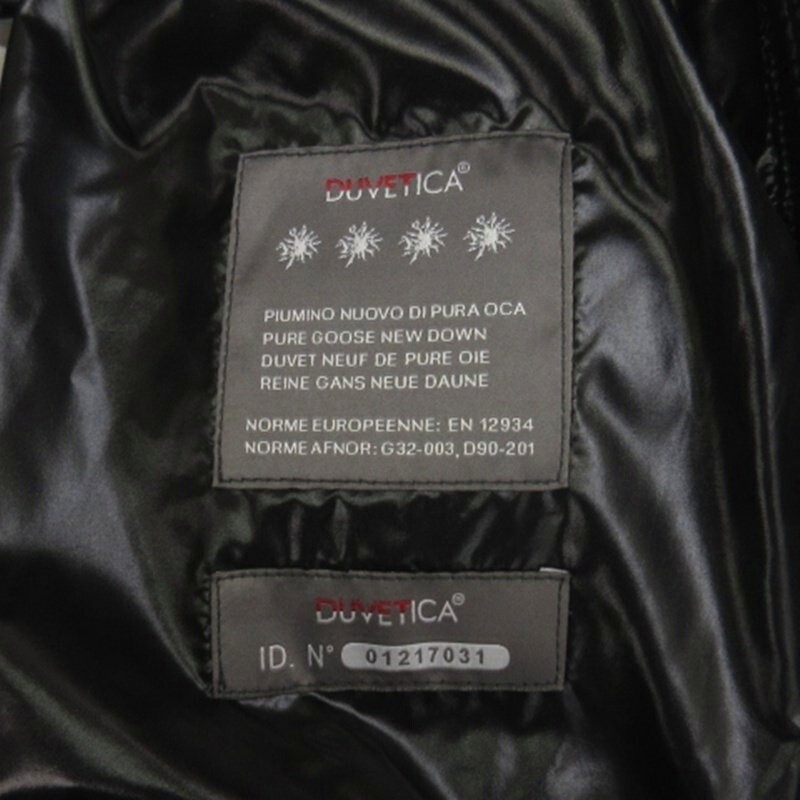 DUVETICA®
PIUMINO NUOVO DI PURA OCA
PURE GOOSE NEW DOWN
DUVET NEUF DE PURE OIE
REINE GANS NEUE DAUNE
NORME EUROPEENNE: EN 12934
NORME AFNOR: G32-003, D90-201
DUVETICA®
ID. N° 01217031